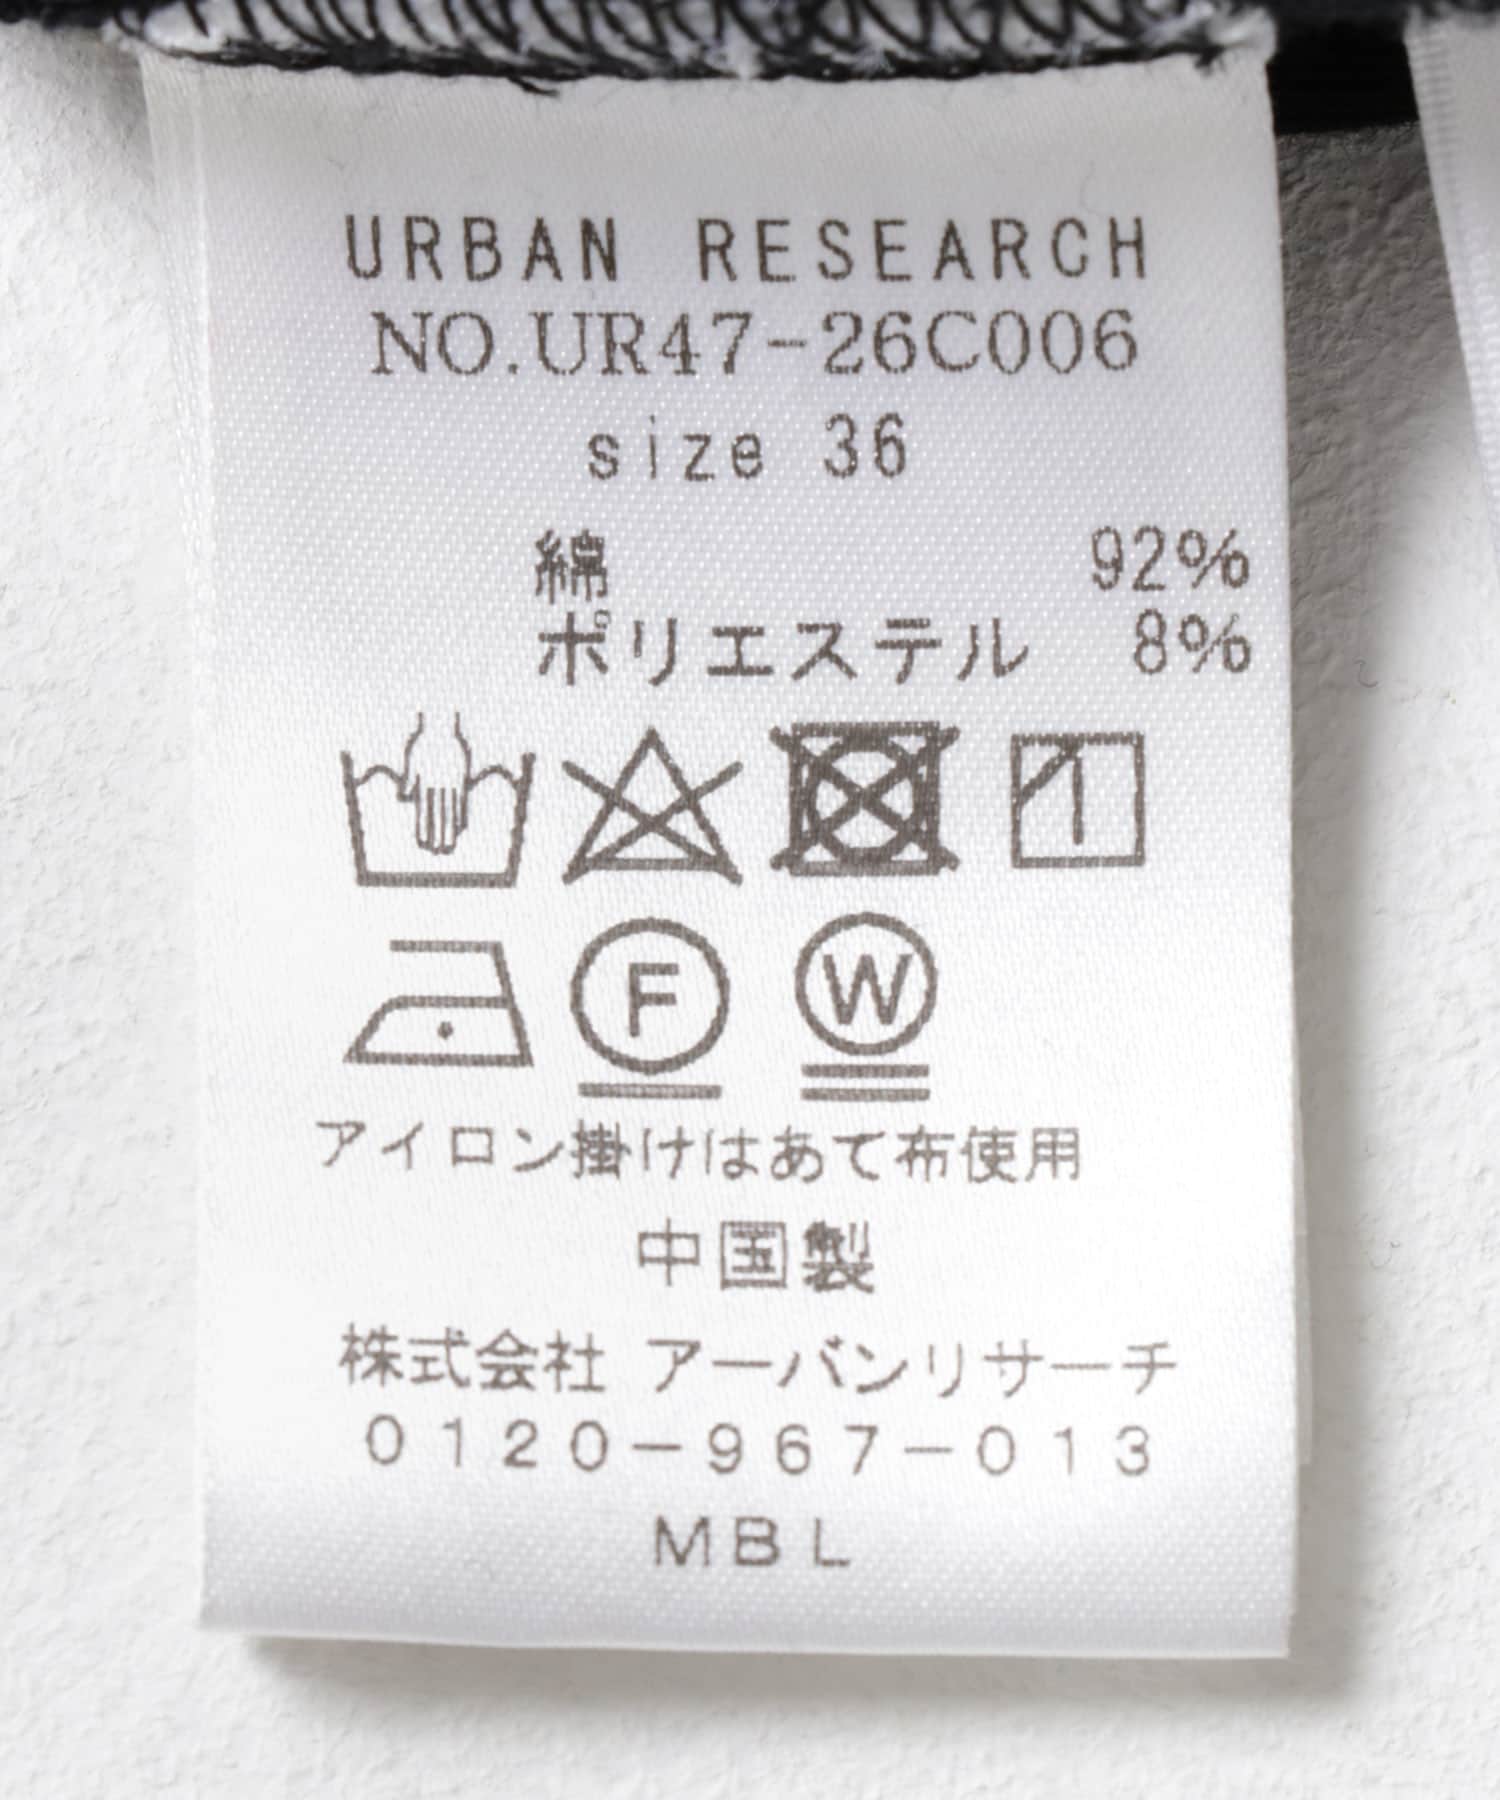 URBAN RESEARCH
NO.UR47-26C006
size 36
綿 92%
ポリエステル 8%
F W
アイロン掛けはあて布使用
中国製
株式会社 アーバンリサーチ
0120-967-013
MBL